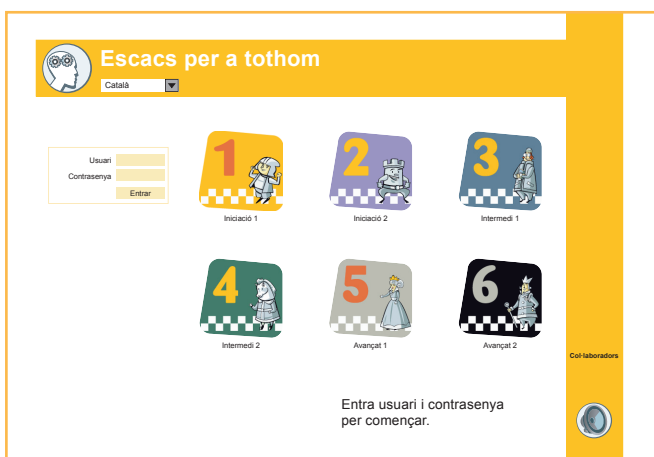 Escacs per a tothom
Català
Usuari
Contrasenya
Entrar
1
2
3
Iniciació 1
Iniciació 2
Intermedi 1
4
5
6
Intermedi 2
Avançat 1
Avançat 2
Col·laboradors
Entra usuari i contrasenya
per començar.